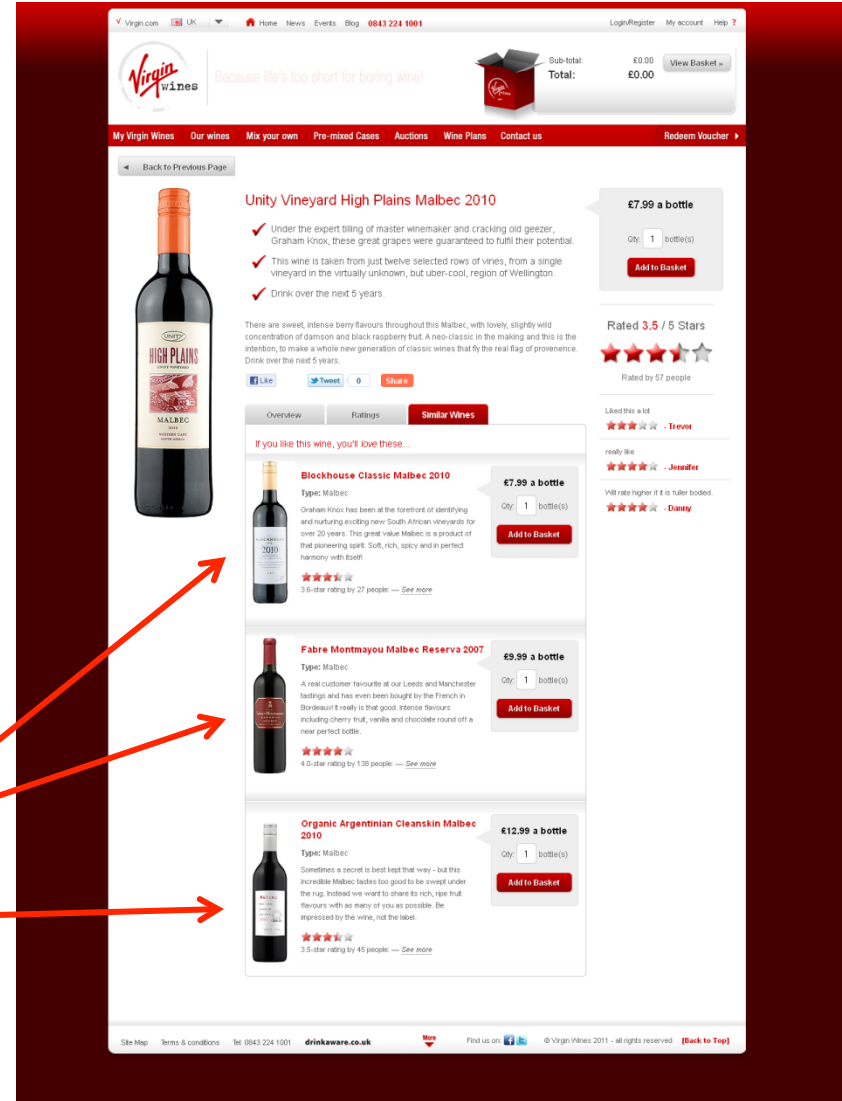 Virgin.com UK Home News Events Blog 0843 224 1001 Login/Register My account Help ?
Virgin wines
Because life's too short for boring wine!
Sub-total: £0.00
Total: £0.00
View Basket »
My Virgin Wines Our wines Mix your own Pre-mixed Cases Auctions Wine Plans Contact us Redeem Voucher
Back to Previous Page
UNITY
HIGH PLAINS
UNITY VINEYARD
MALBEC
Unity Vineyard High Plains Malbec 2010
Under the expert tilling of master winemaker and cracking old geezer,
Graham Knox, these great grapes were guaranteed to fulfil their potential.
This wine is taken from just twelve selected rows of vines, from a single
vineyard in the virtually unknown, but uber-cool, region of Wellington.
Drink over the next 5 years.
There are sweet, intense berry flavours throughout this Malbec, with lovely, slightly wild
concentration of damson and black raspberry fruit. A neo-classic in the making and this is the
intention, to make a whole new generation of classic wines that fly the real flag of provenence.
Drink over the next 5 years.
Like Tweet 0 Share
£7.99 a bottle
Qty: 1 bottle(s)
Add to Basket
Rated 3.5 / 5 Stars
Rated by 57 people
Liked this a lot
- Trevor
really like
- Jennifer
Will rate higher if it is fuller bodied.
- Danny
Overview Ratings Similar Wines
If you like this wine, you'll love these...
2010
Blockhouse Classic Malbec 2010
Type: Malbec
Graham Knox has been at the forefront of identifying
and nurturing exciting new South African vineyards for
over 20 years. This great value Malbec is a product of
that pioneering spirit. Soft, rich, spicy and in perfect
harmony with itself!
3.6-star rating by 27 people: — See more
£7.99 a bottle
Qty: 1 bottle(s)
Add to Basket
Fabre Montmayou Malbec Reserva 2007
Type: Malbec
A real customer favourite at our Leeds and Manchester
tastings and has even been bought by the French in
Bordeaux! It really is that good. Intense flavours
including cherry fruit, vanilla and chocolate round off a
near perfect bottle.
4.0-star rating by 138 people: — See more
£9.99 a bottle
Qty: 1 bottle(s)
Add to Basket
Organic Argentinian Cleanskin Malbec
2010
Type: Malbec
Sometimes a secret is best kept that way - but this
incredible Malbec tastes too good to be swept under
the rug. Instead we want to share its rich, ripe fruit
flavours with as many of you as possible. Be
impressed by the wine, not the label.
3.5-star rating by 45 people: — See more
£12.99 a bottle
Qty: 1 bottle(s)
Add to Basket
Site Map Terms & conditions Tel: 0843 224 1001 drinkaware.co.uk More Find us on: © Virgin Wines 2011 - all rights reserved [Back to Top]